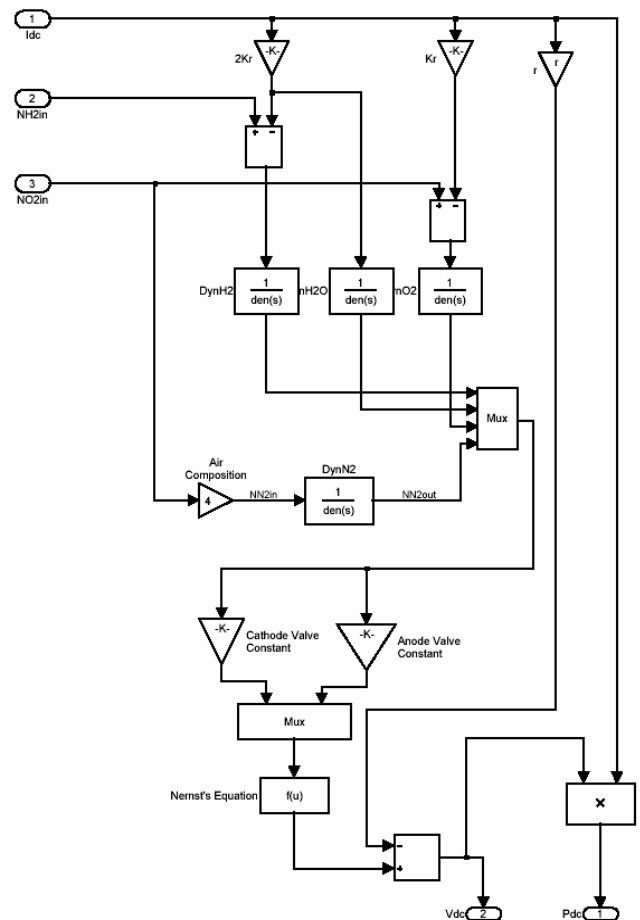 1
Idc
2Kr
-K-
Kr
-K-
r
r
2
NH2in
+ -
3
NO2in
+ -
DynH2
1
den(s)
nH2O
1
den(s)
nO2
1
den(s)
Mux
Air
Composition
4
NN2in
DynN2
1
den(s)
NN2out
-K-
Cathode Valve
Constant
-K-
Anode Valve
Constant
Mux
Nernst's Equation
f(u)
-
+
×
Vdc
2
Pdc
1